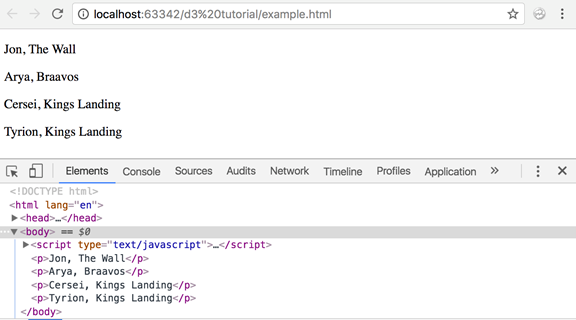 localhost:63342/d3%20tutorial/example.html
Jon, The Wall
Arya, Braavos
Cersei, Kings Landing
Tyrion, Kings Landing
Elements Console Sources Audits Network Timeline Profiles Application »
<!DOCTYPE html>
<html lang="en">
▶<head>…</head>
…▼<body> == $0
▶<script type="text/javascript">…</script>
<p>Jon, The Wall</p>
<p>Arya, Braavos</p>
<p>Cersei, Kings Landing</p>
<p>Tyrion, Kings Landing</p>
</body>